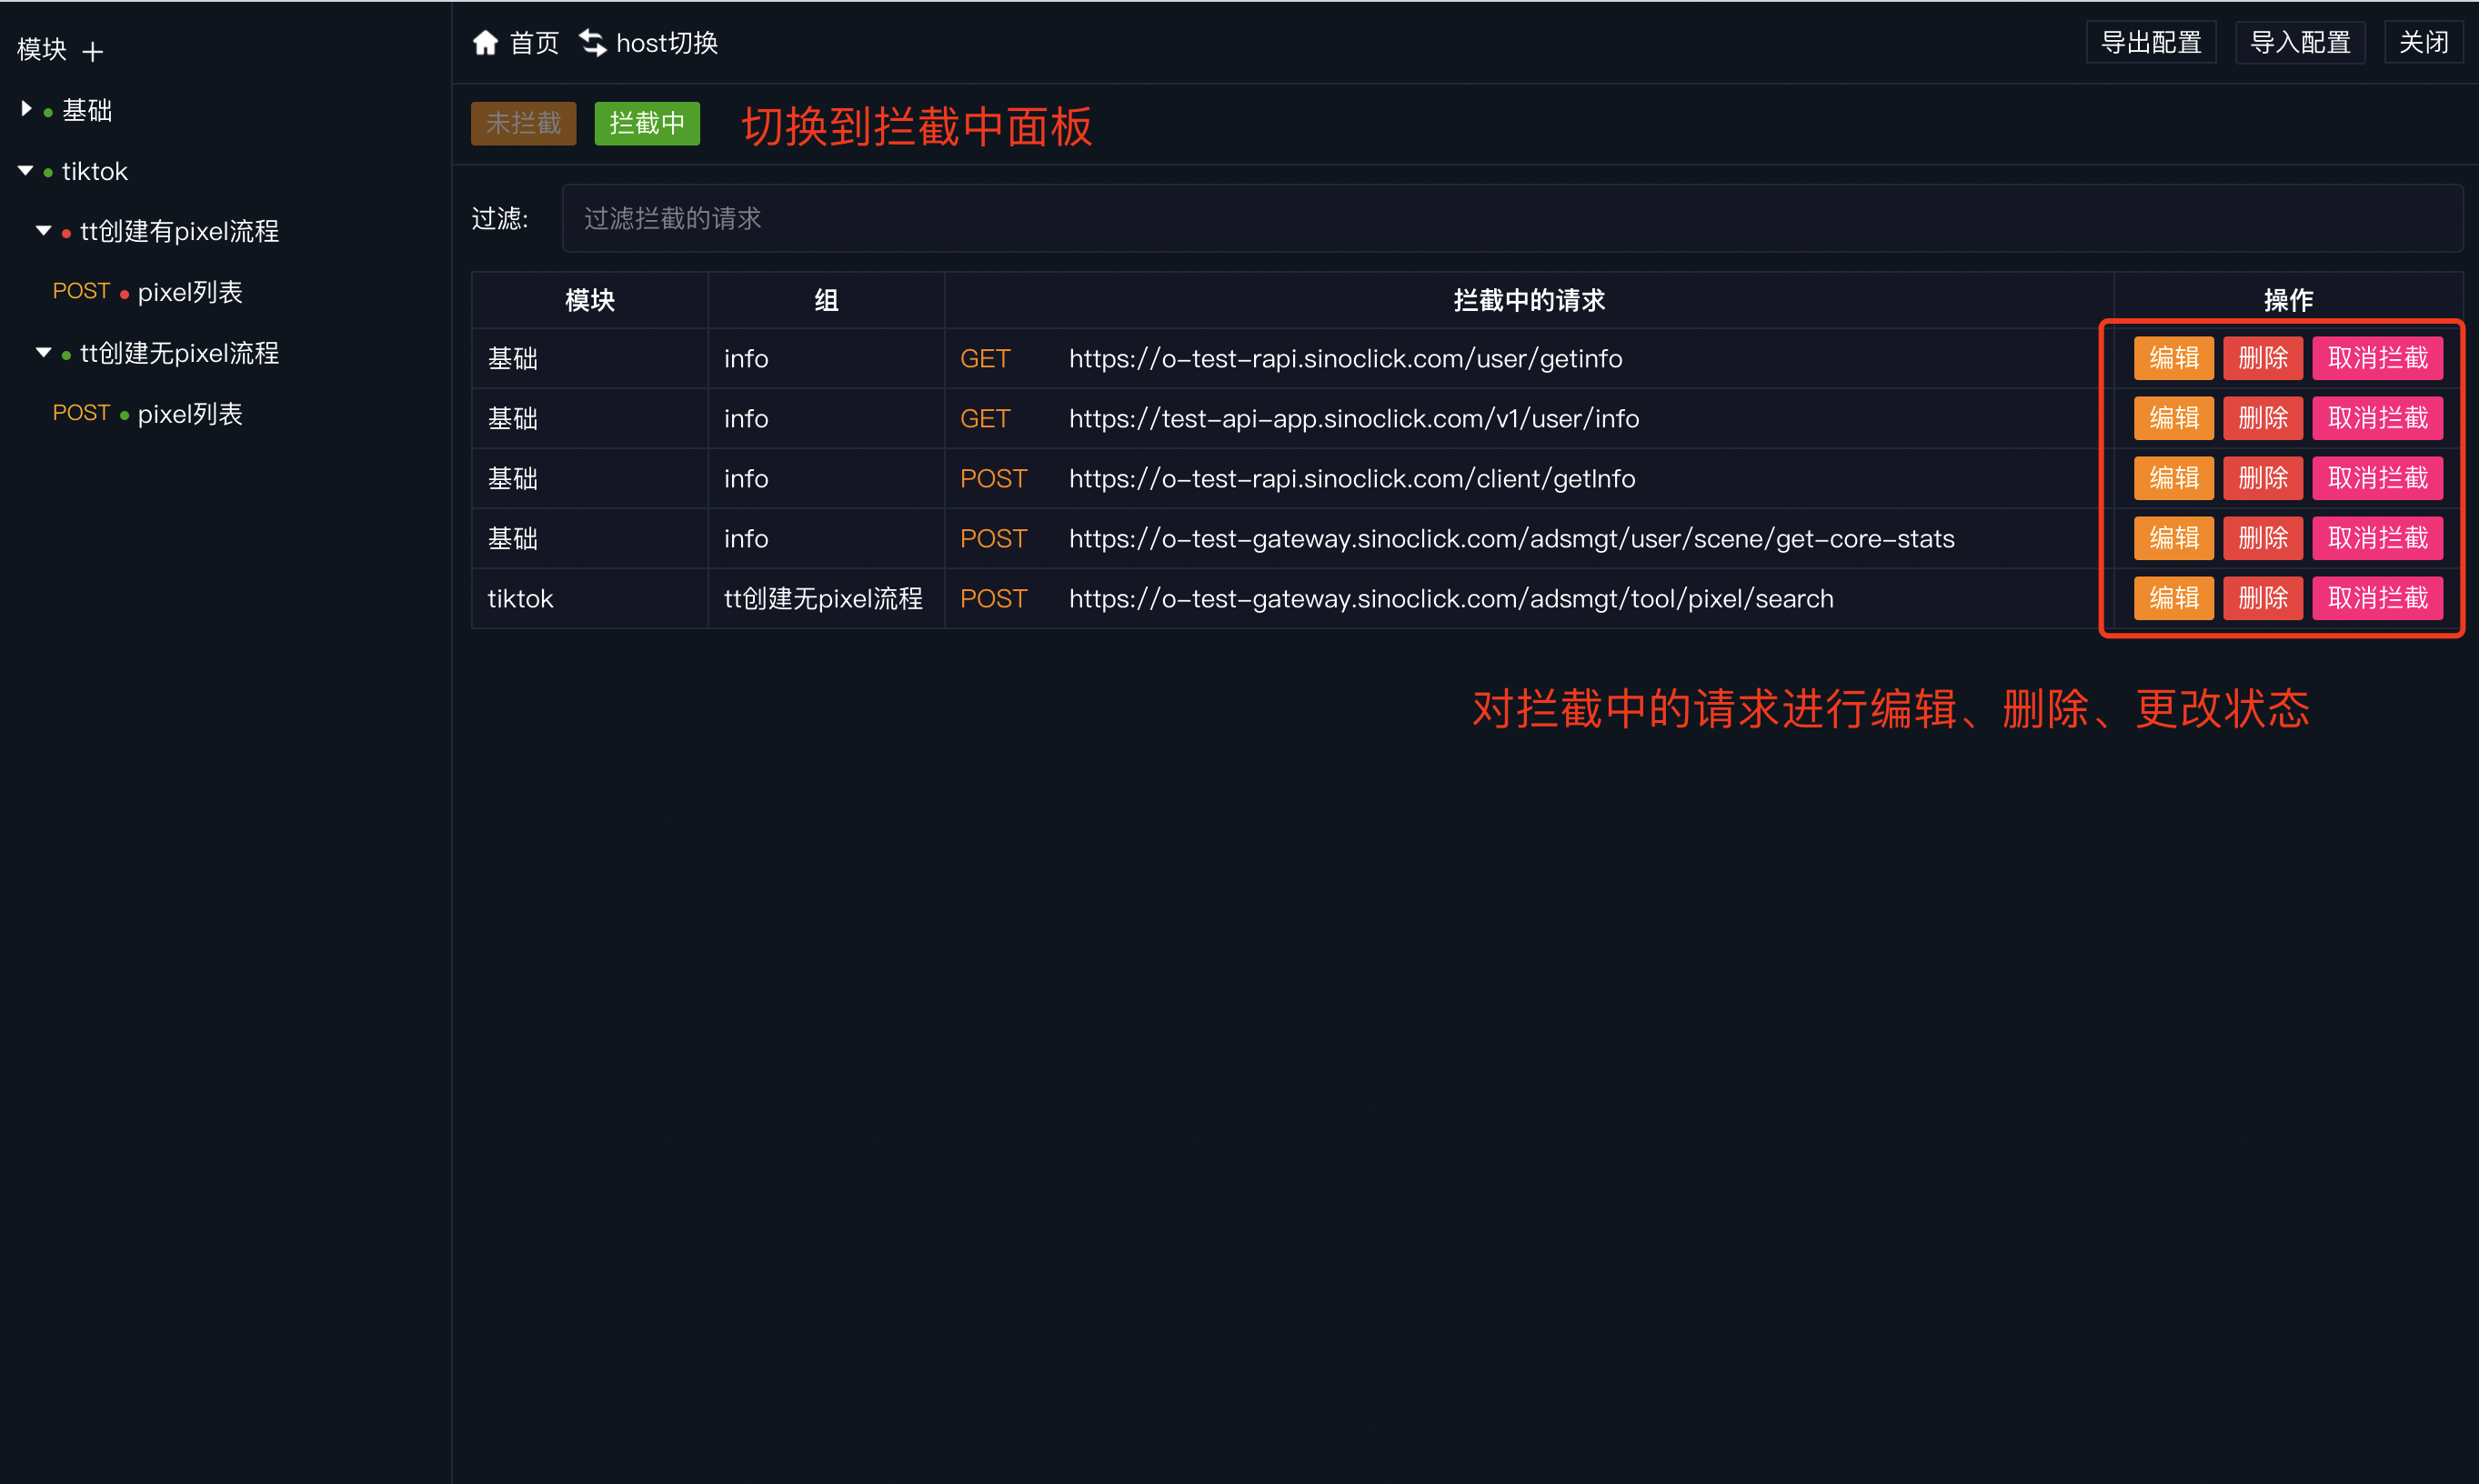 模块 +
基础
tiktok
tt创建有pixel流程
POST pixel列表
tt创建无pixel流程
POST pixel列表
首页 host切换 导出配置 导入配置 关闭
未拦截 拦截中 切换到拦截中面板
过滤: 过滤拦截的请求
模块 组 拦截中的请求 操作
基础 info GET https://o-test-rapi.sinoclick.com/user/getinfo 编辑 删除 取消拦截
基础 info GET https://test-api-app.sinoclick.com/v1/user/info 编辑 删除 取消拦截
基础 info POST https://o-test-rapi.sinoclick.com/client/getInfo 编辑 删除 取消拦截
基础 info POST https://o-test-gateway.sinoclick.com/adsmgt/user/scene/get-core-stats 编辑 删除 取消拦截
tiktok tt创建无pixel流程 POST https://o-test-gateway.sinoclick.com/adsmgt/tool/pixel/search 编辑 删除 取消拦截
对拦截中的请求进行编辑、删除、更改状态